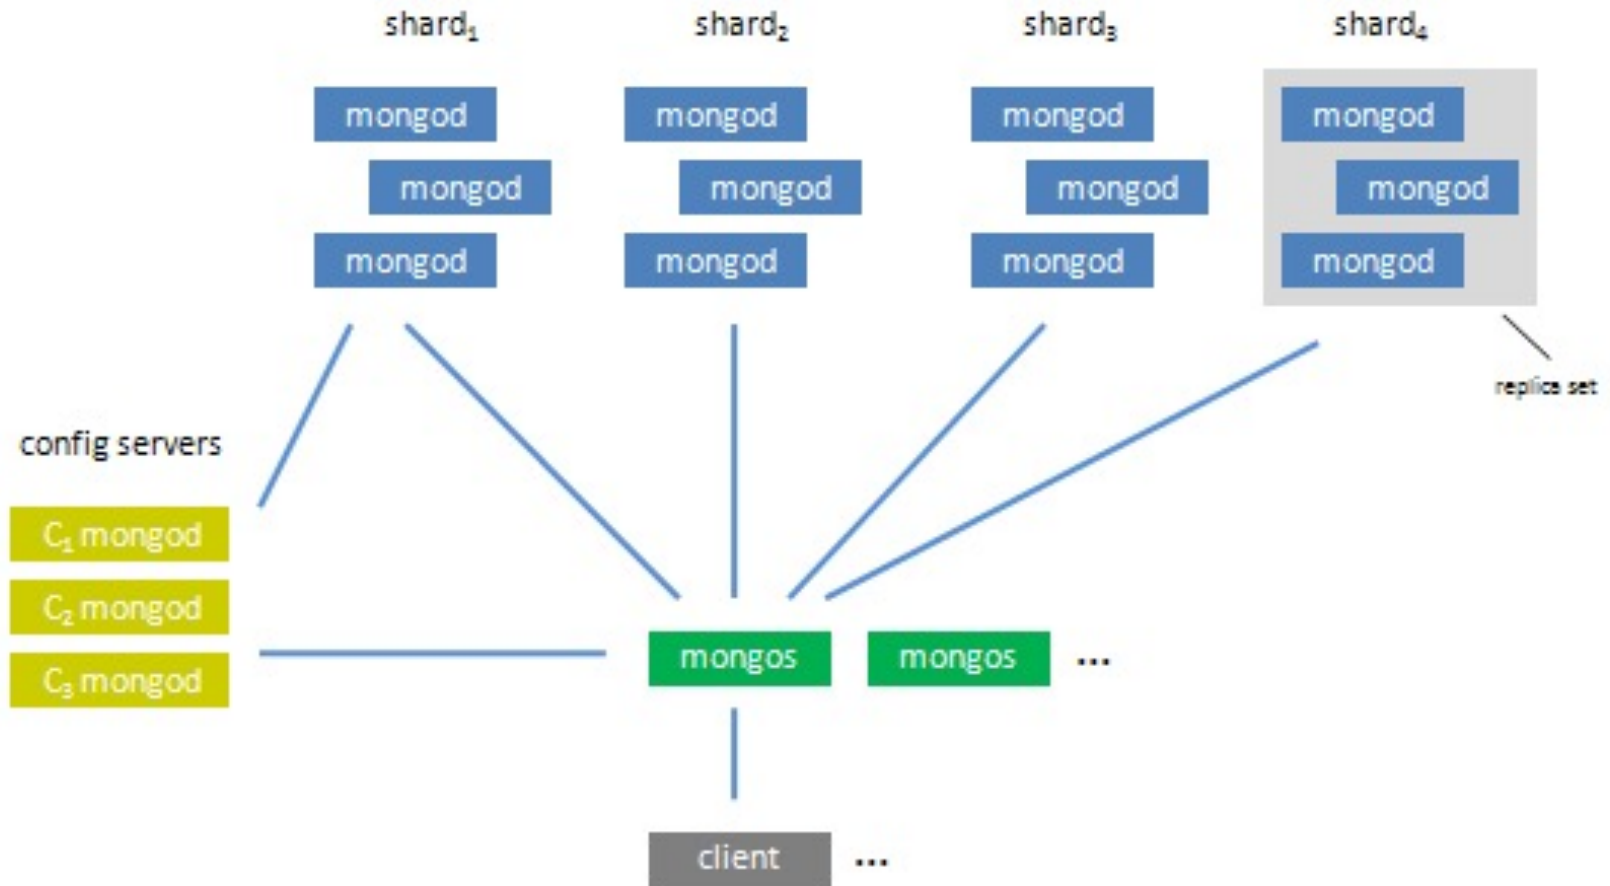 shard₁ shard₂ shard₃ shard₄
mongod mongod mongod mongod
mongod mongod mongod mongod
mongod mongod mongod mongod
replica set
config servers
C₁ mongod
C₂ mongod
C₃ mongod
mongos mongos ...
client ...